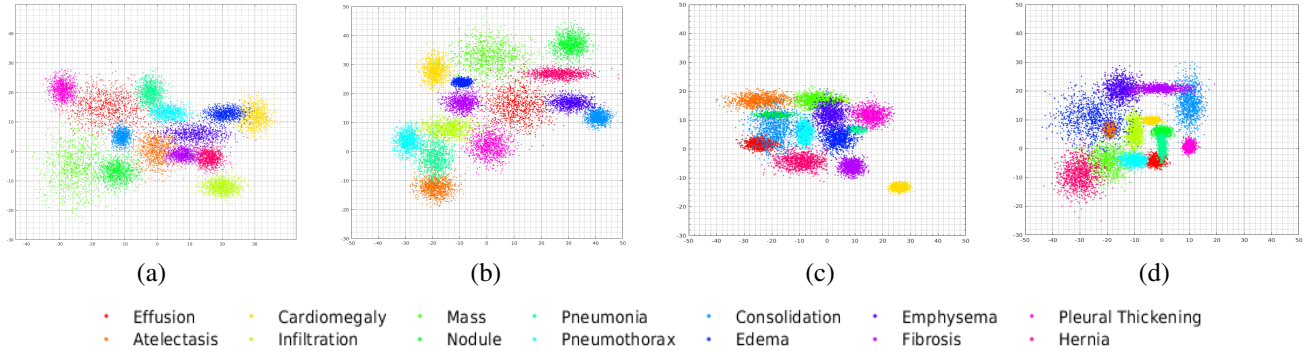 (a) (b) (c) (d)
Effusion Cardiomegaly Mass Pneumonia Consolidation Emphysema Pleural Thickening
Atelectasis Infiltration Nodule Pneumothorax Edema Fibrosis Hernia